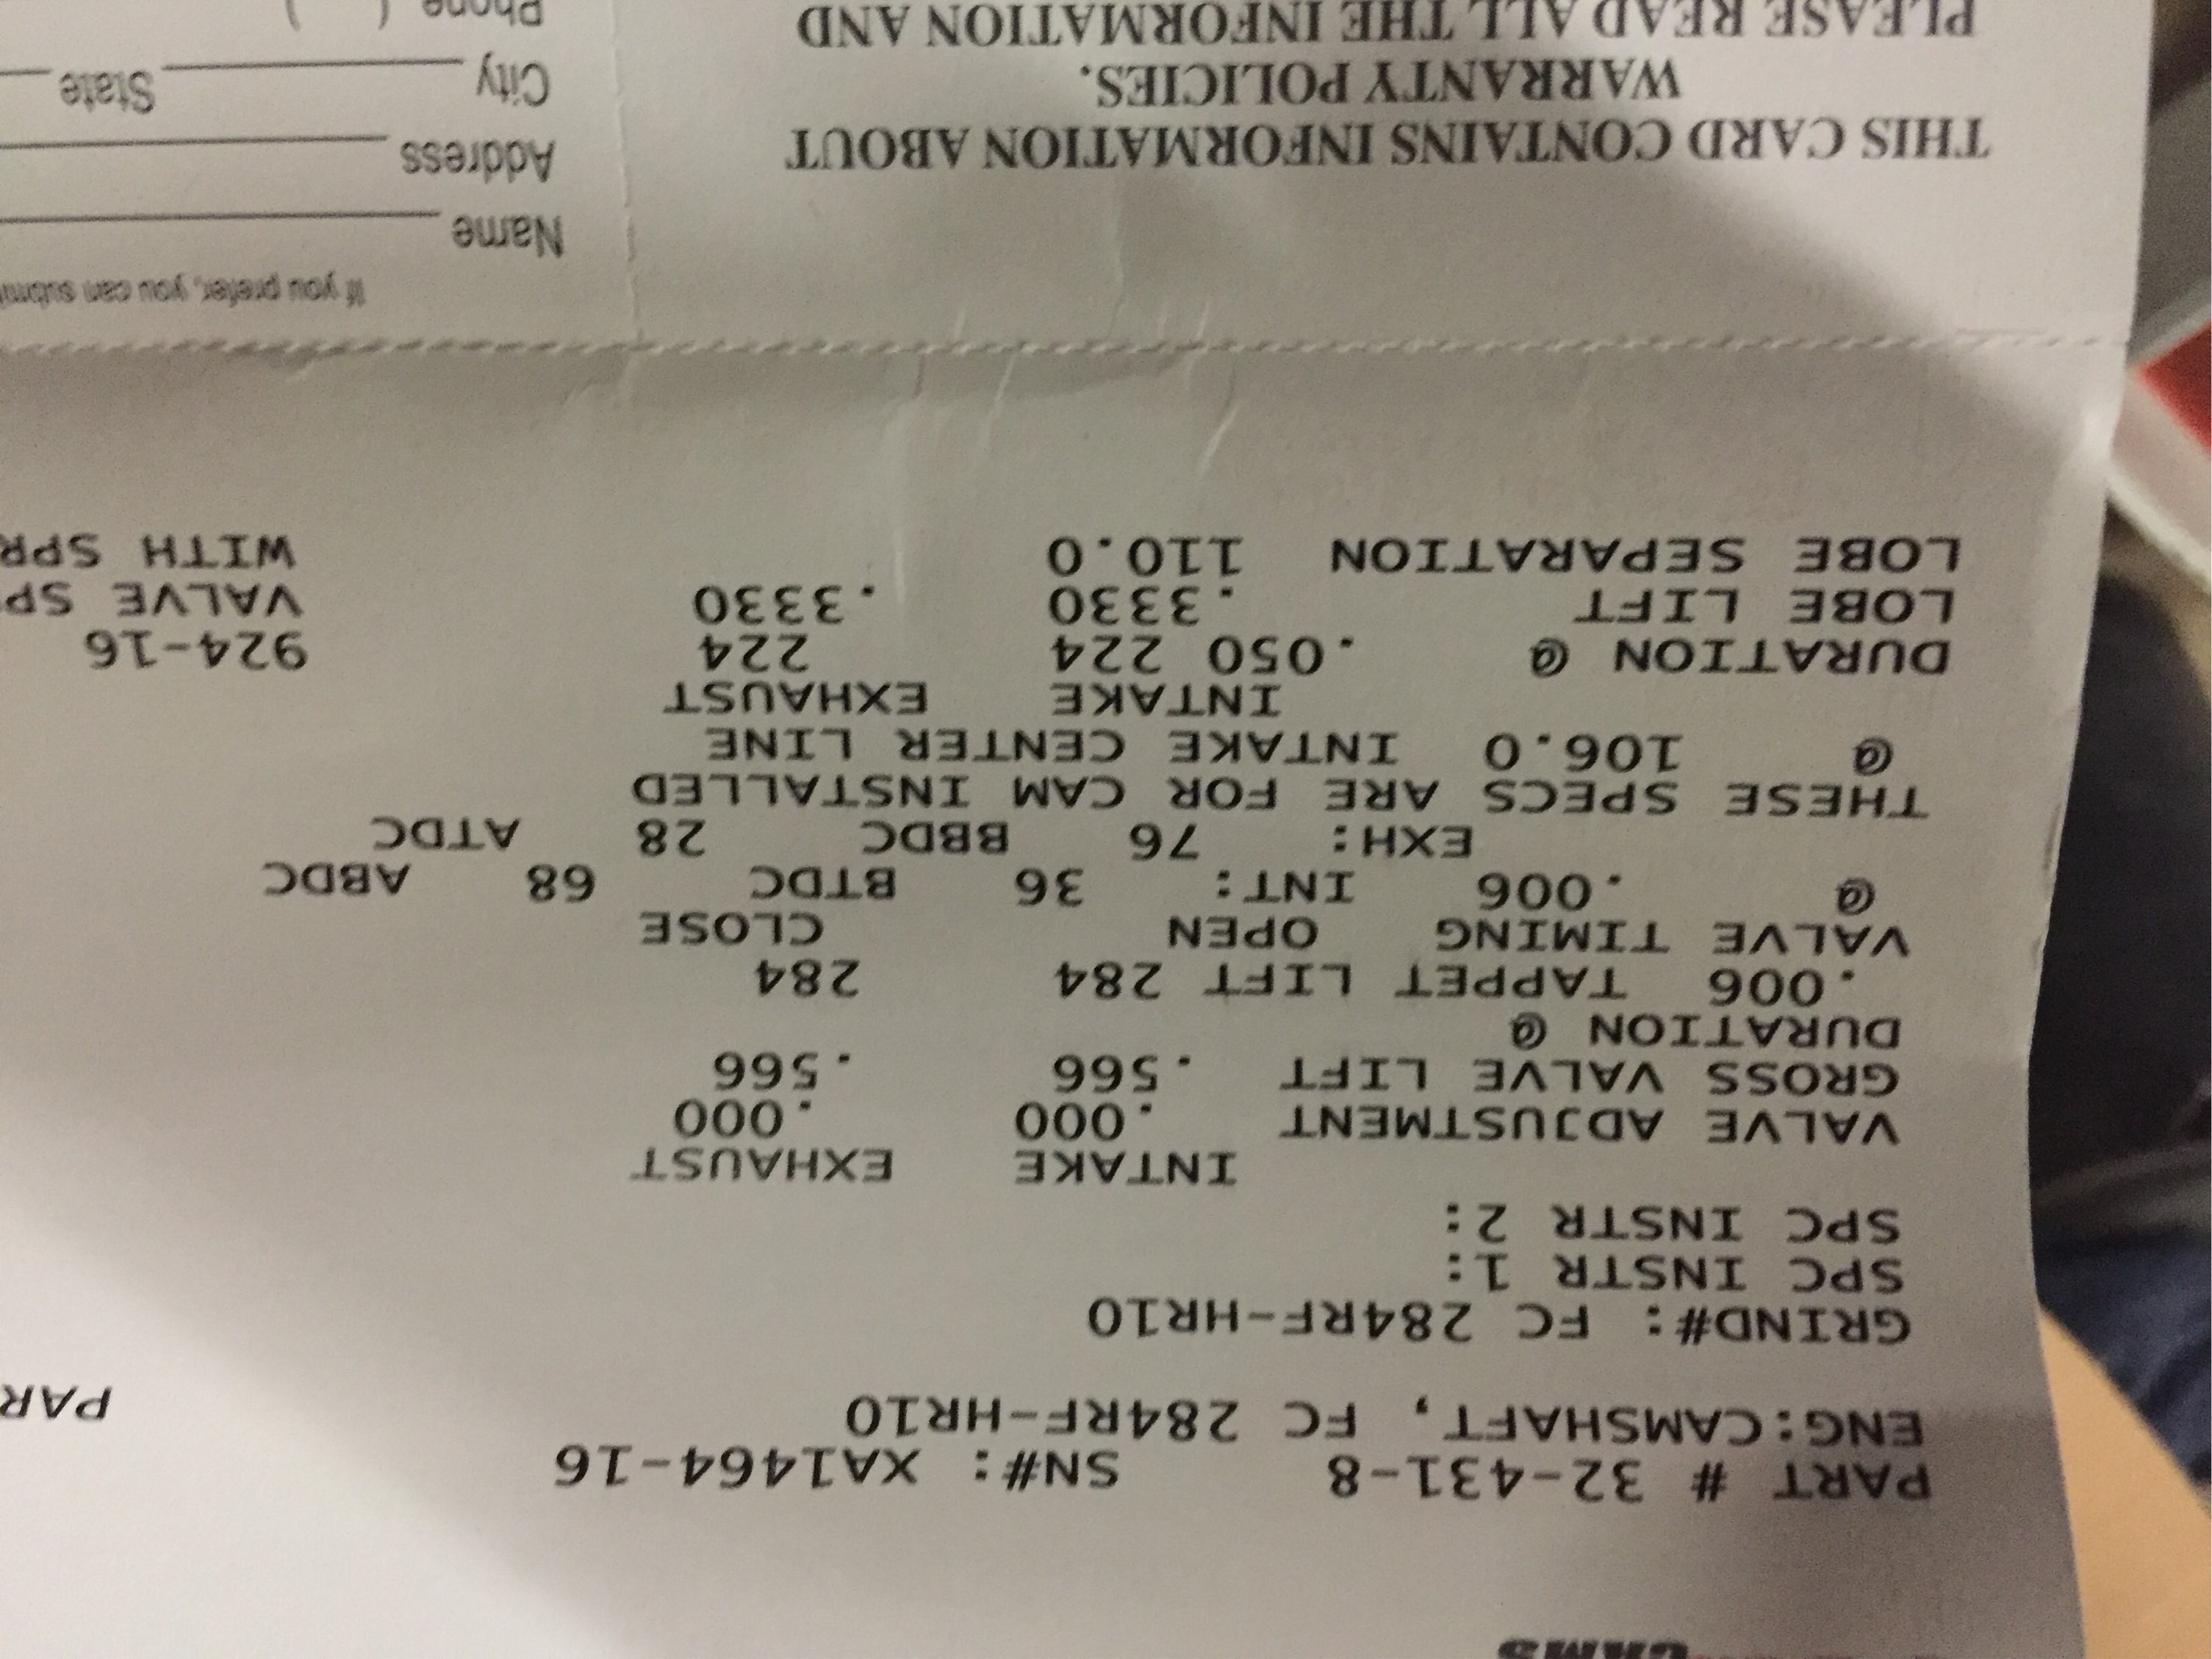 CAMS
PART # 32-431-8 SN#: XA1464-16
ENG:CAMSHAFT, FC 284RF-HR10
PAR
GRIND#: FC 284RF-HR10
SPC INSTR 1:
SPC INSTR 2:
INTAKE EXHAUST
VALVE ADJUSTMENT .000 .000
GROSS VALVE LIFT .566 .566
DURATION @
.006 TAPPET LIFT 284 284
VALVE TIMING OPEN CLOSE
@ .006 INT: 36 BTDC 68 ABDC
EXH: 76 BBDC 28 ATDC
THESE SPECS ARE FOR CAM INSTALLED
@ 106.0 INTAKE CENTER LINE
INTAKE EXHAUST
DURATION @ .050 224 224
LOBE LIFT .3330 .3330
LOBE SEPARATION 110.0
924-16
VALVE SP
WITH SPR
If you prefer, you can submi
Name
Address
City State
Phone ( )
THIS CARD CONTAINS INFORMATION ABOUT
WARRANTY POLICIES.
PLEASE READ ALL THE INFORMATION AND